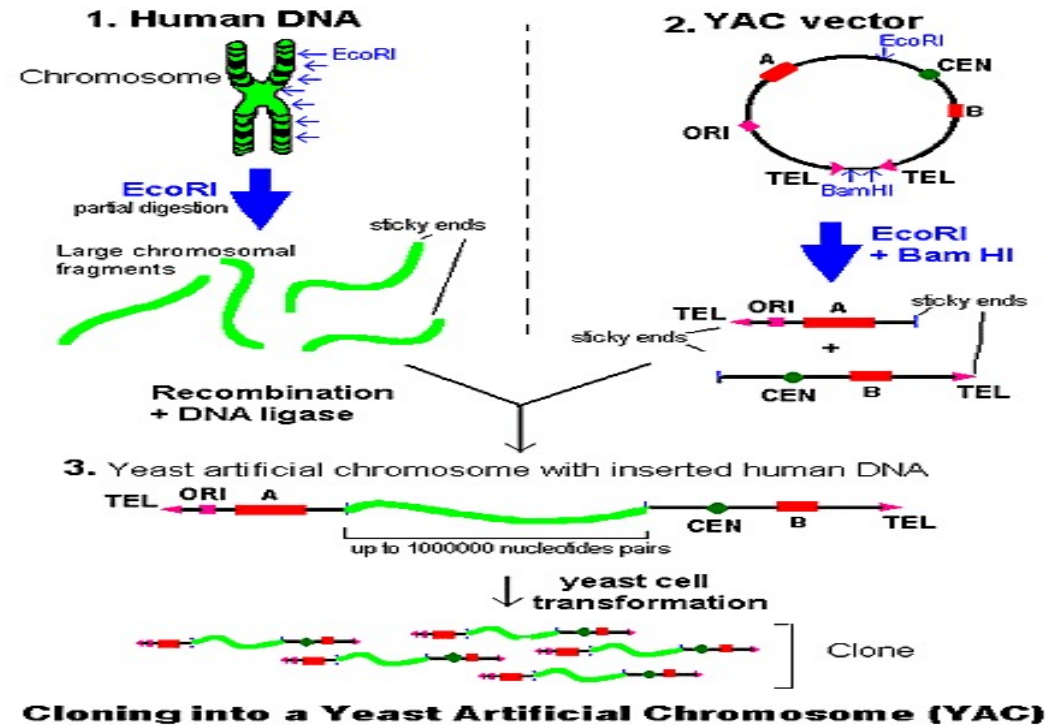 1. Human DNA
Chromosome
EcoRI
EcoRI
partial digestion
Large chromosomal
fragments
sticky ends
2. YAC vector
EcoRI
A
CEN
B
ORI
TEL
TEL
BamHI
EcoRI
+ Bam HI
TEL
ORI
A
sticky ends
sticky ends
+
CEN
B
TEL
Recombination
+ DNA ligase
3. Yeast artificial chromosome with inserted human DNA
TEL
ORI
A
CEN
B
TEL
up to 1000000 nucleotides pairs
yeast cell
transformation
Clone
Cloning into a Yeast Artificial Chromosome (YAC)